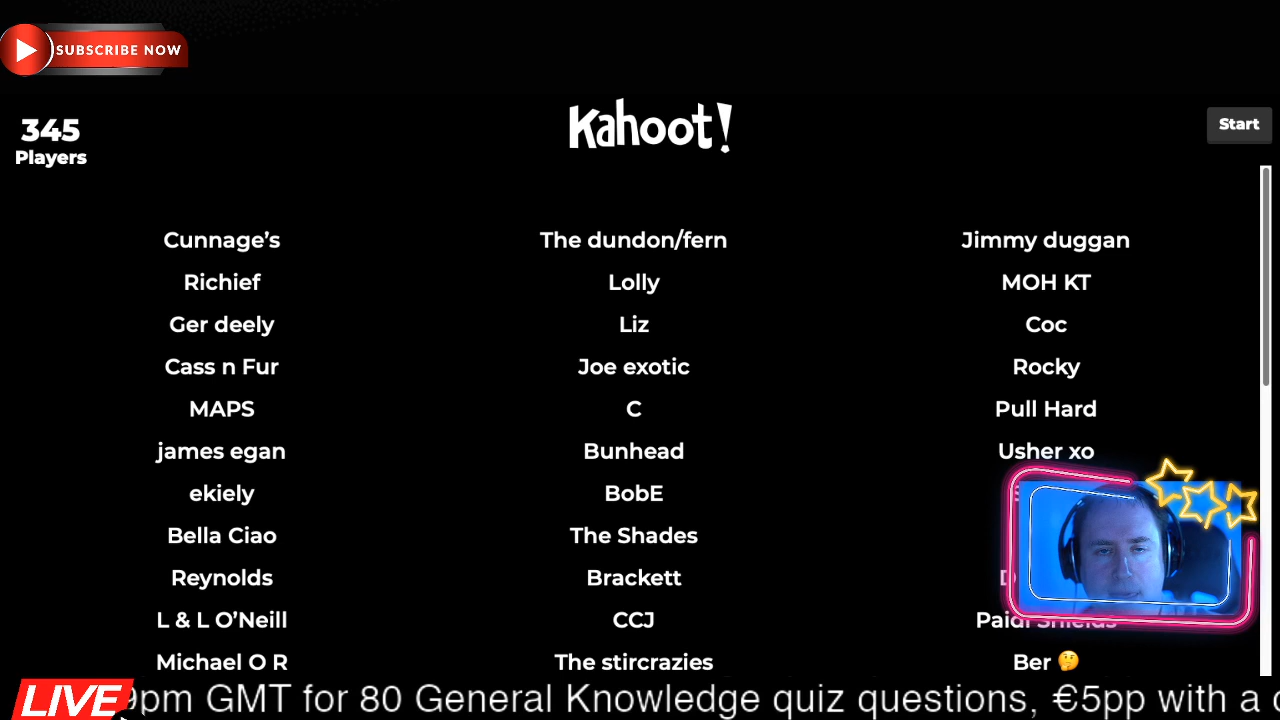 SUBSCRIBE NOW
345
Players
Kahoot!
Start
Cunnage’s
The dundon/fern
Jimmy duggan
Richief
Lolly
MOH KT
Ger deely
Liz
Coc
Cass n Fur
Joe exotic
Rocky
MAPS
C
Pull Hard
james egan
Bunhead
Usher xo
ekiely
BobE
Bella Ciao
The Shades
Reynolds
Brackett
L & L O’Neill
CCJ
Paidi Shields
Michael O R
The stircrazies
Ber 🤔
LIVE
9pm GMT for 80 General Knowledge quiz questions, €5pp with a